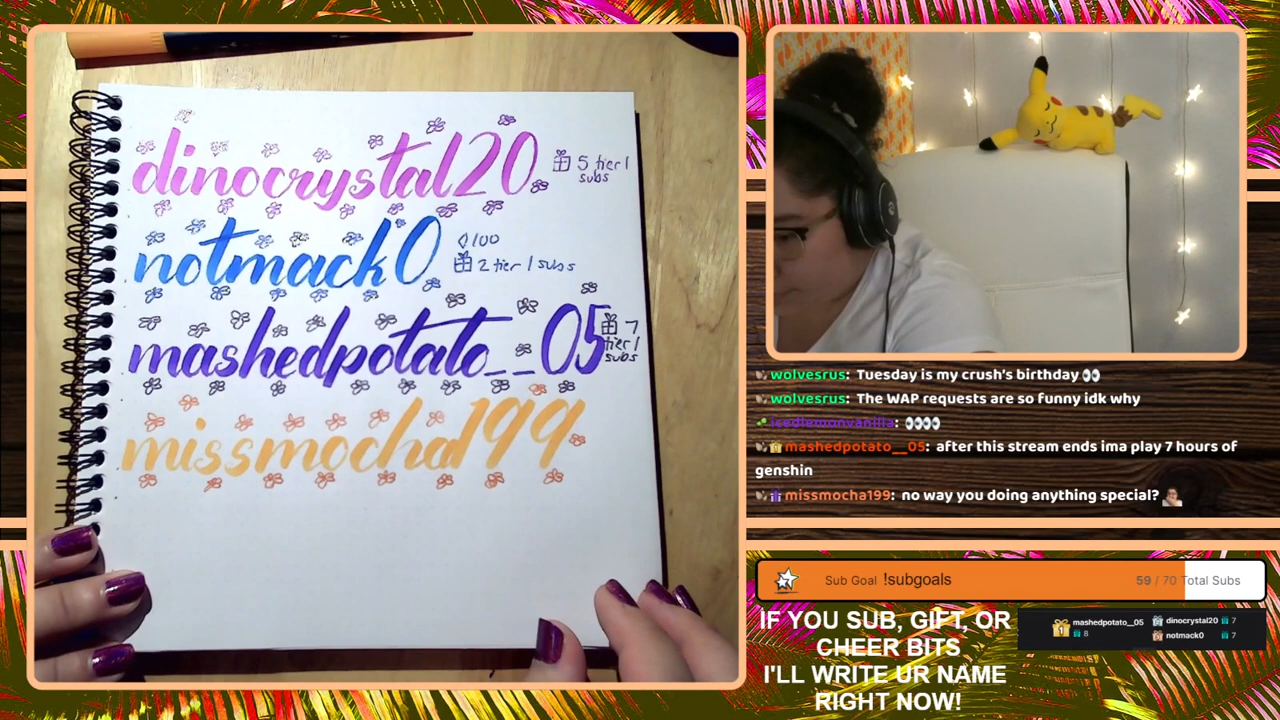 dinocrystal20
5 tier 1
subs
notmack0
100
2 tier 1 subs
mashedpotato__05
7
tier 1
subs
missmocha199
wolvesrus: Tuesday is my crush's birthday 👀
wolvesrus: The WAP requests are so funny idk why
icedlemonvanilla: 👀👀
mashedpotato__05: after this stream ends ima play 7 hours of
genshin
missmocha199: no way you doing anything special?
Sub Goal !subgoals 59 / 70 Total Subs
IF YOU SUB, GIFT, OR
CHEER BITS
I'LL WRITE UR NAME
RIGHT NOW!
mashedpotato__05
8
dinocrystal20 7
notmack0 7